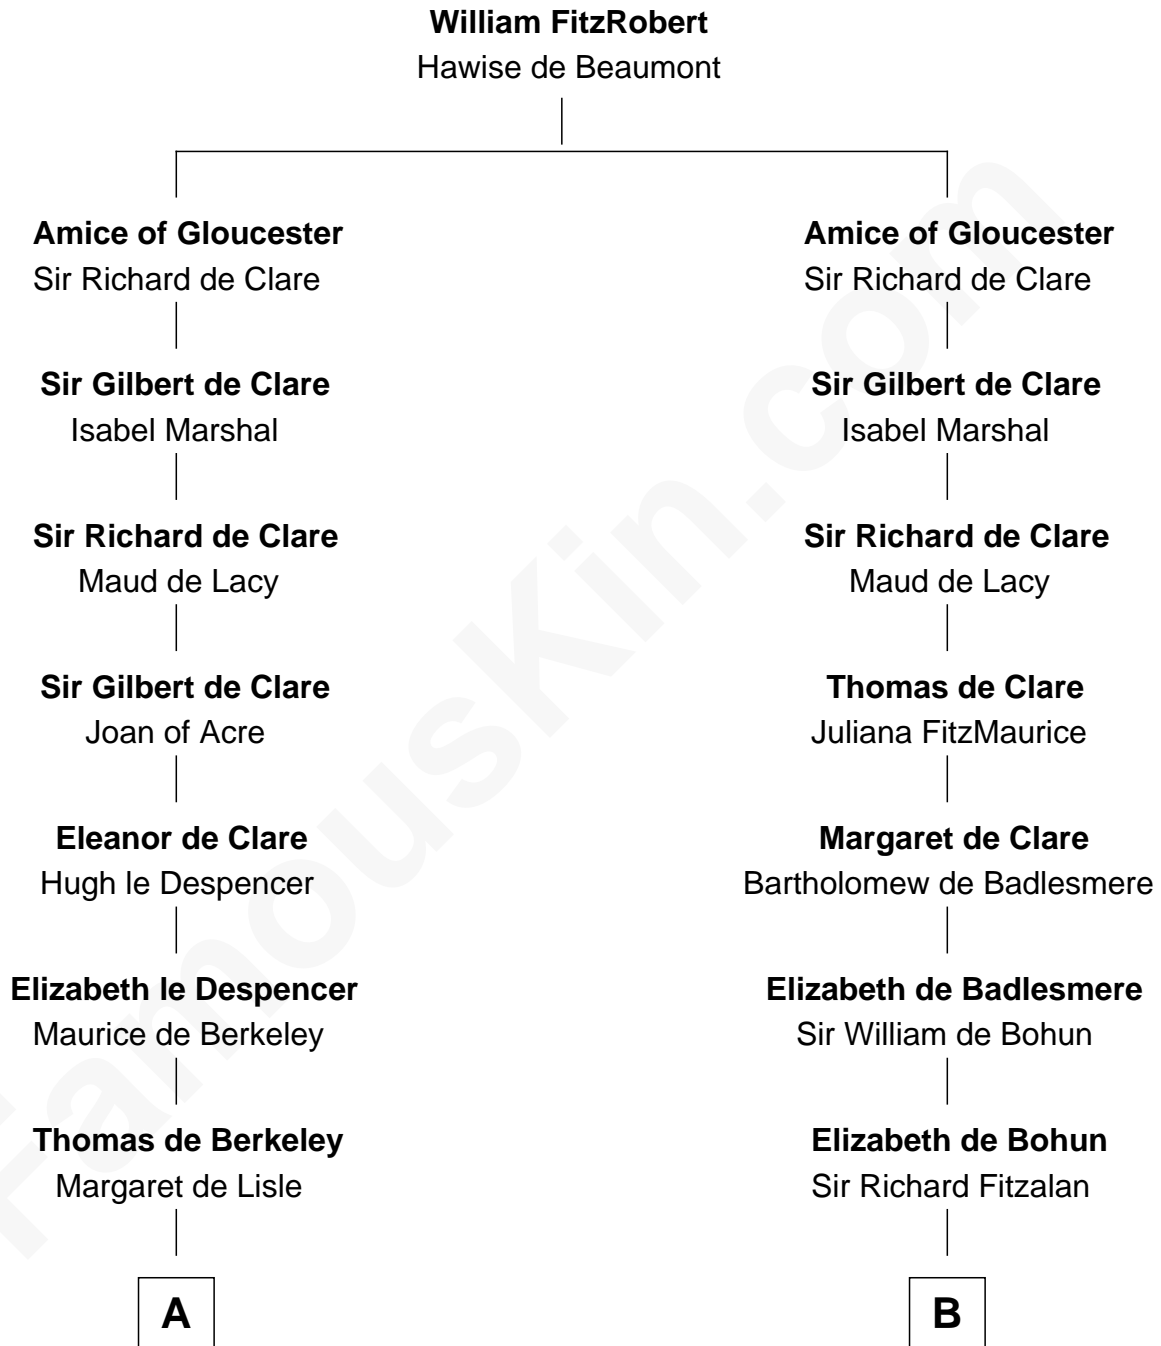 William FitzRobert
Hawise de Beaumont
Amice of Gloucester
Sir Richard de Clare
Amice of Gloucester
Sir Richard de Clare
Sir Gilbert de Clare
Isabel Marshal
Sir Gilbert de Clare
Isabel Marshal
Sir Richard de Clare
Maud de Lacy
Sir Richard de Clare
Maud de Lacy
Sir Gilbert de Clare
Joan of Acre
Thomas de Clare
Juliana FitzMaurice
Eleanor de Clare
Hugh le Despencer
Margaret de Clare
Bartholomew de Badlesmere
Elizabeth le Despencer
Maurice de Berkeley
Elizabeth de Badlesmere
Sir William de Bohun
Thomas de Berkeley
Margaret de Lisle
Elizabeth de Bohun
Sir Richard Fitzalan
A
B
FamousKin.com